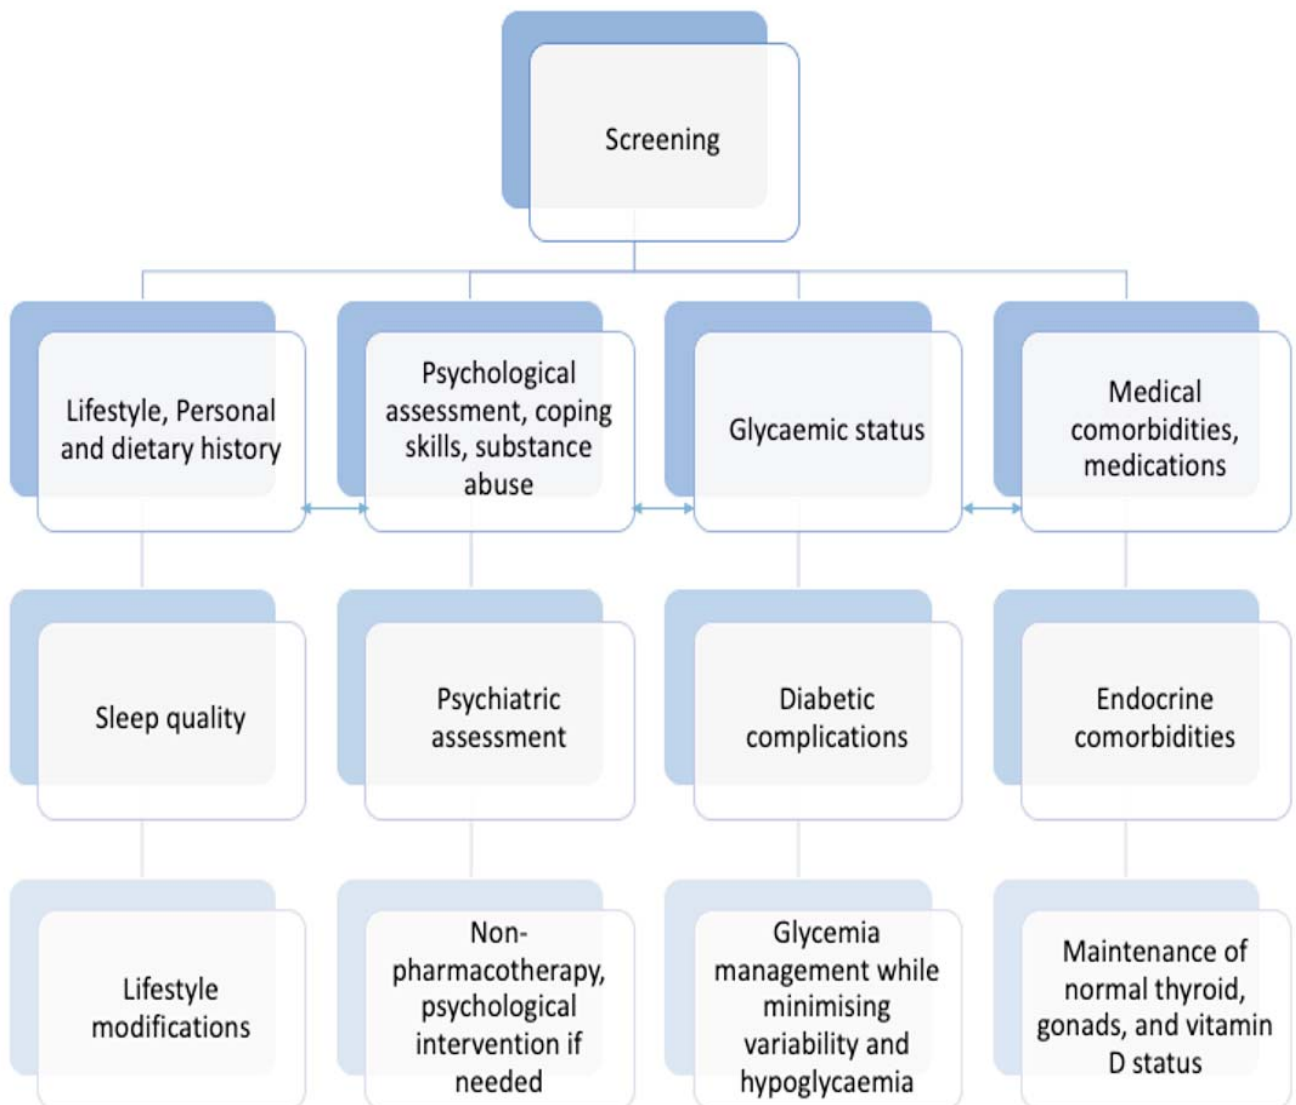 Screening
Lifestyle, Personal
and dietary history
Psychological
assessment, coping
skills, substance
abuse
Glycaemic status
Medical
comorbidities,
medications
Sleep quality
Psychiatric
assessment
Diabetic
complications
Endocrine
comorbidities
Lifestyle
modifications
Non-
pharmacotherapy,
psychological
intervention if
needed
Glycemia
management while
minimising
variability and
hypoglycaemia
Maintenance of
normal thyroid,
gonads, and vitamin
D status